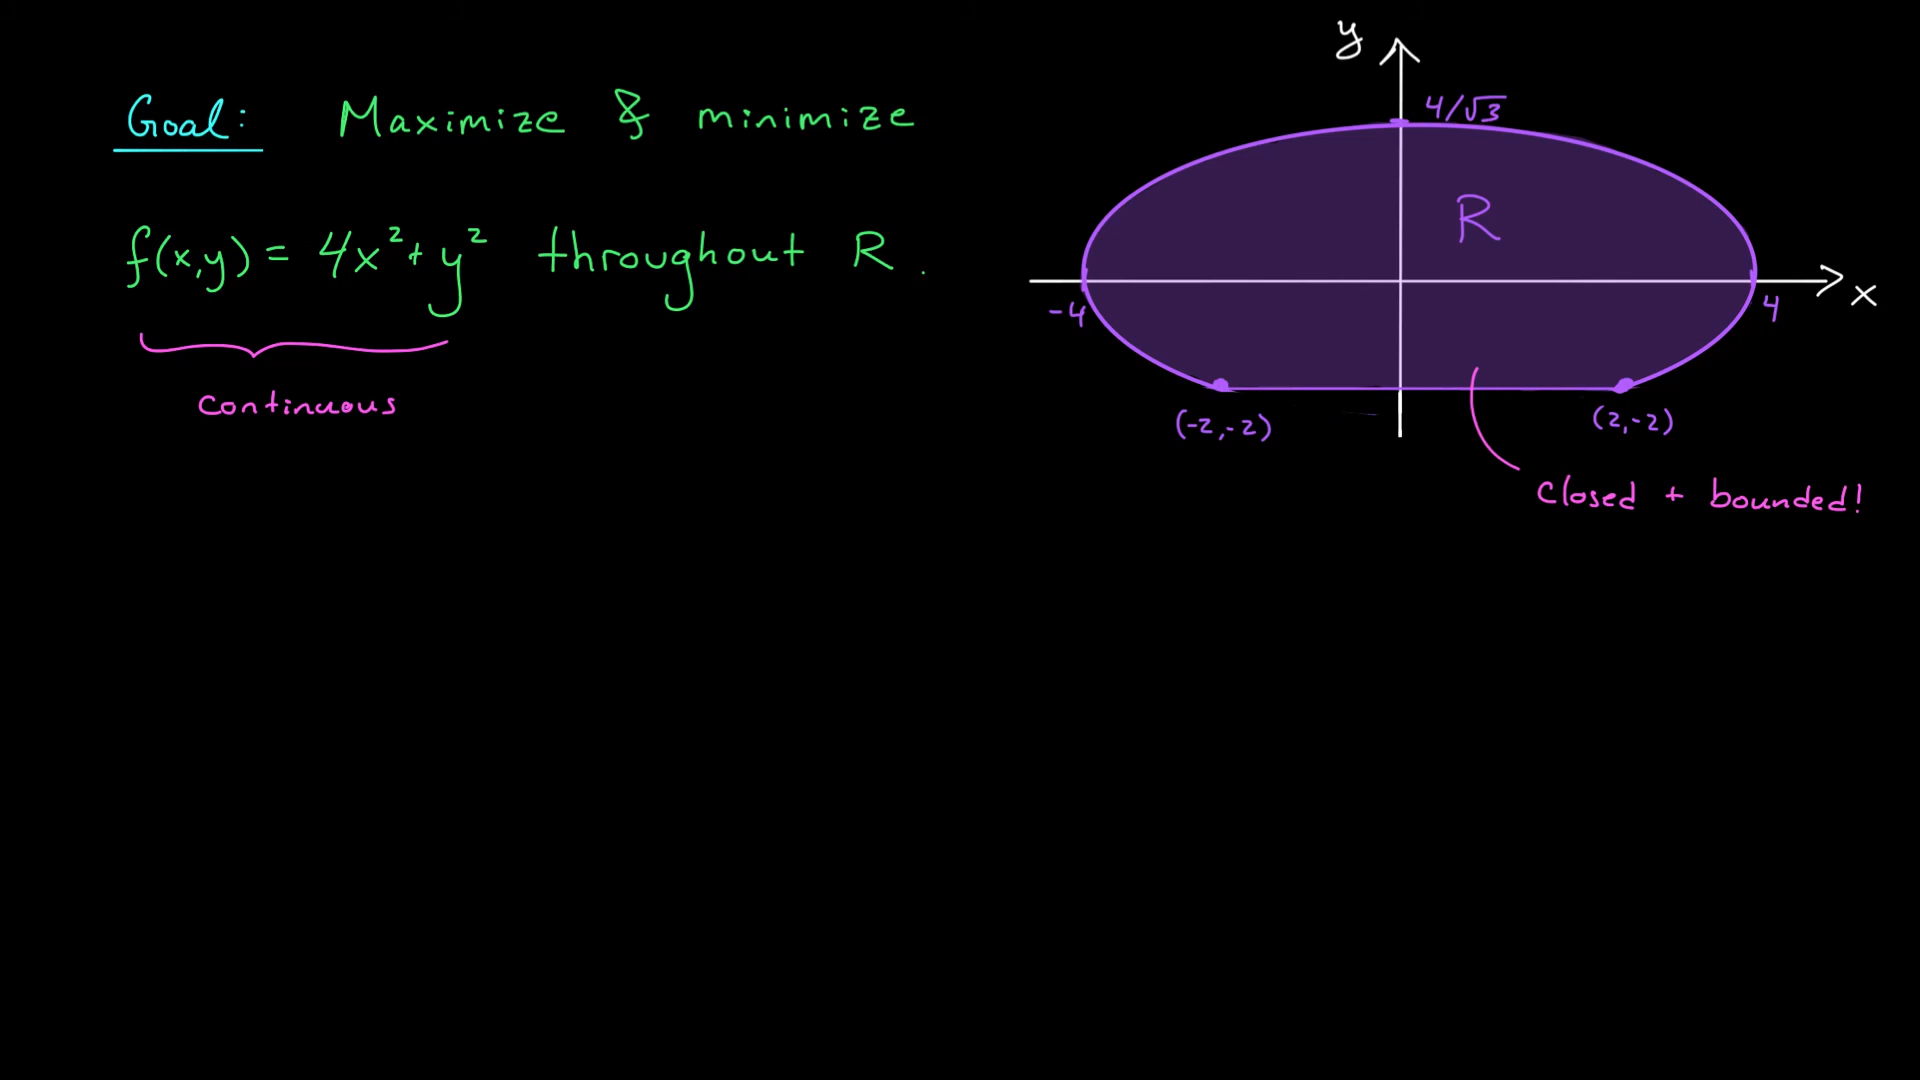 Goal: Maximize & minimize
f(x,y) = 4x²+y² throughout R.
continuous
y
4/√3
R
-4
4
x
(-2,-2)
(2,-2)
closed + bounded!